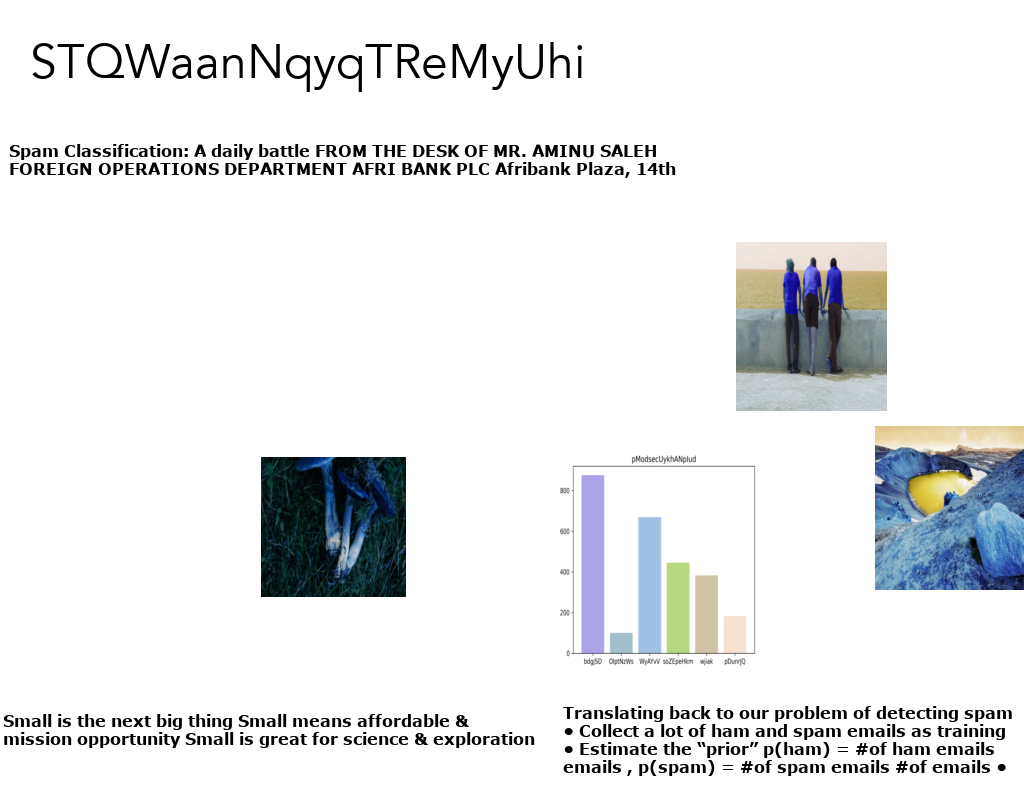 STQWaanNqyqTReMyUhi
Spam Classification: A daily battle FROM THE DESK OF MR. AMINU SALEH
FOREIGN OPERATIONS DEPARTMENT AFRI BANK PLC Afribank Plaza, 14th
pModsecUykhANpIud
800
600
400
200
0
bdgjSD OlptNzWs WyAYvV soZEpeHkm wjiak pDunrJQ
Small is the next big thing Small means affordable &
mission opportunity Small is great for science & exploration
Translating back to our problem of detecting spam
• Collect a lot of ham and spam emails as training
• Estimate the “prior” p(ham) = #of ham emails
emails , p(spam) = #of spam emails #of emails •